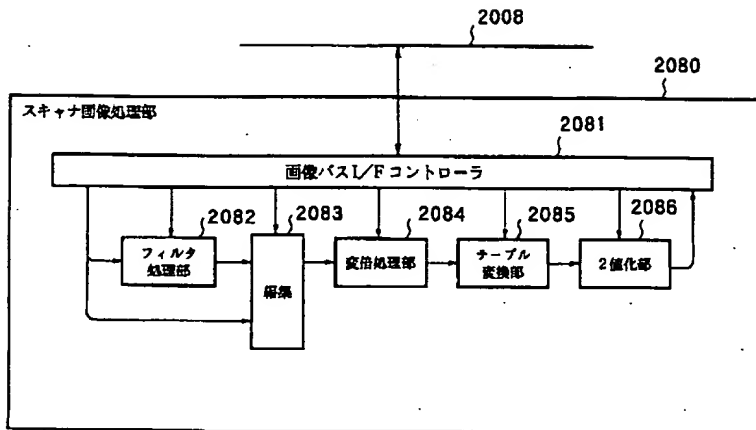 2008
2080
スキャナ画像処理部
2081
画像バスI/Fコントローラ
2082
2083
2084
2085
2086
フィルタ
処理部
編集
変倍処理部
テーブル
変換部
2値化部